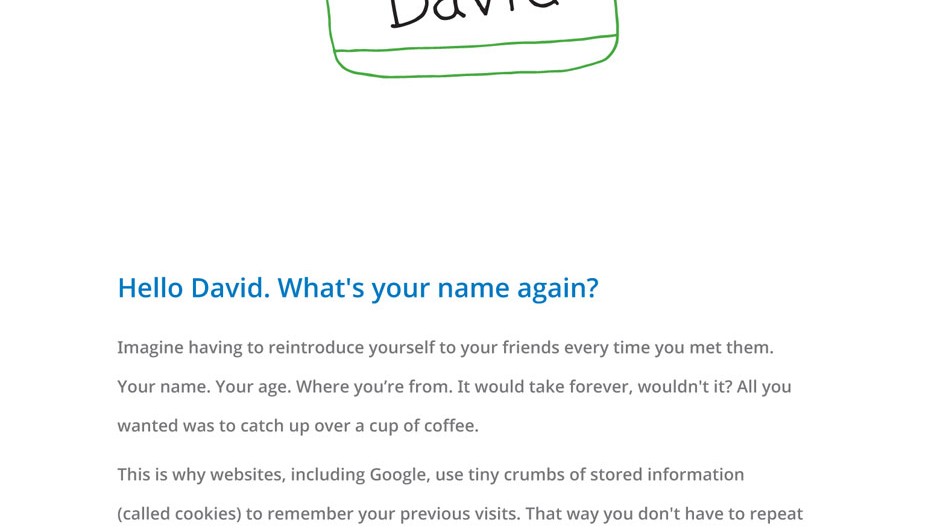 David
Hello David. What's your name again?
Imagine having to reintroduce yourself to your friends every time you met them.
Your name. Your age. Where you’re from. It would take forever, wouldn't it? All you
wanted was to catch up over a cup of coffee.
This is why websites, including Google, use tiny crumbs of stored information
(called cookies) to remember your previous visits. That way you don't have to repeat